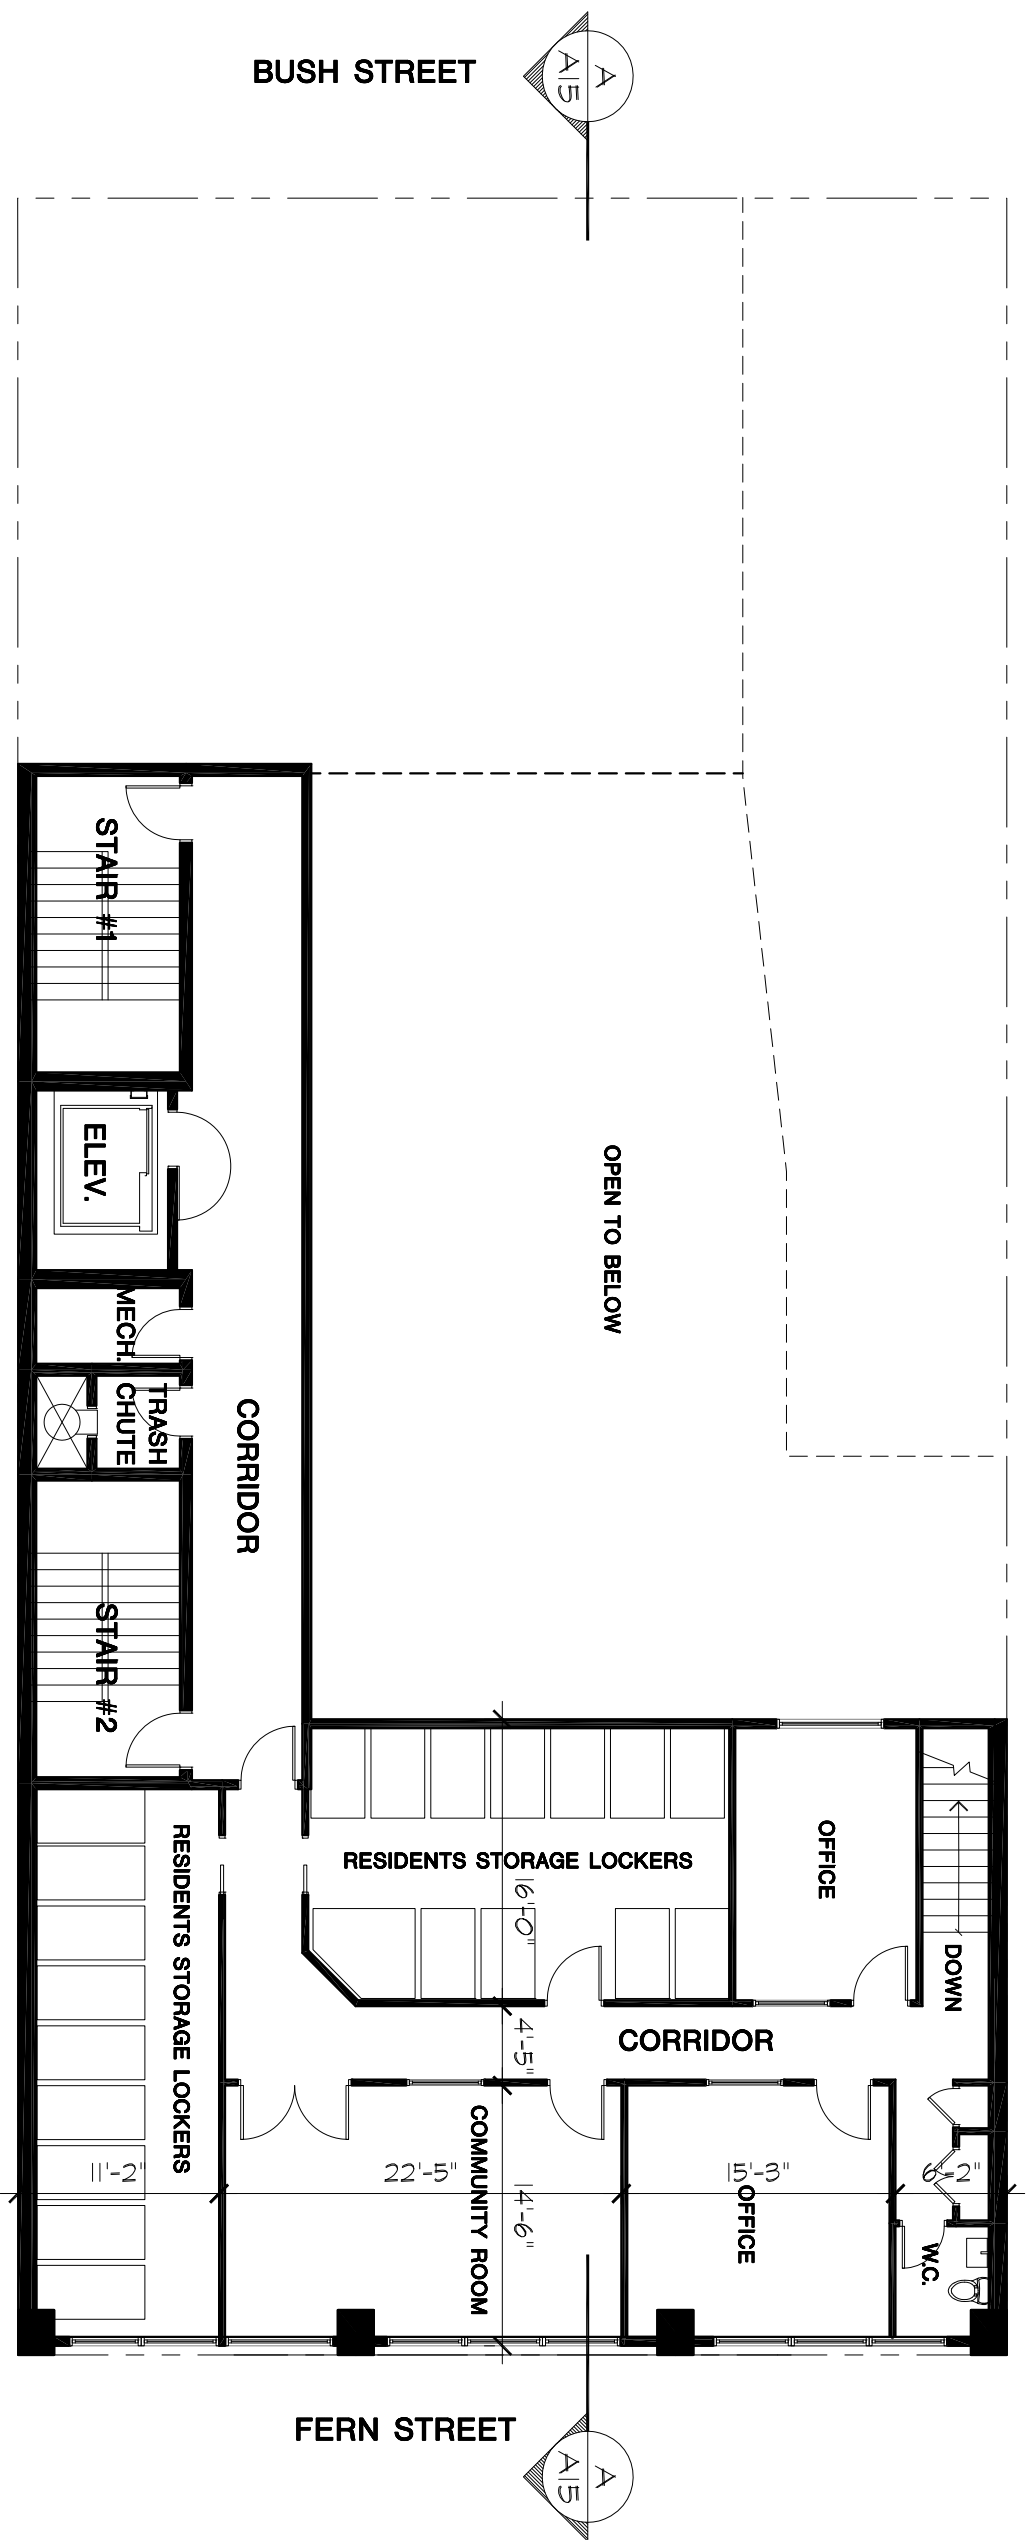 BUSH STREET
A
A15
STAIR #1
ELEV.
OPEN TO BELOW
MECH.
TRASH
CHUTE
CORRIDOR
STAIR #2
RESIDENTS STORAGE LOCKERS
OFFICE
RESIDENTS STORAGE LOCKERS
16'-0"
DOWN
4'-5"
CORRIDOR
COMMUNITY ROOM
11'-2"
22'-5"
15'-3"
6'-2"
14'-6"
OFFICE
W.C.
FERN STREET
A
A15